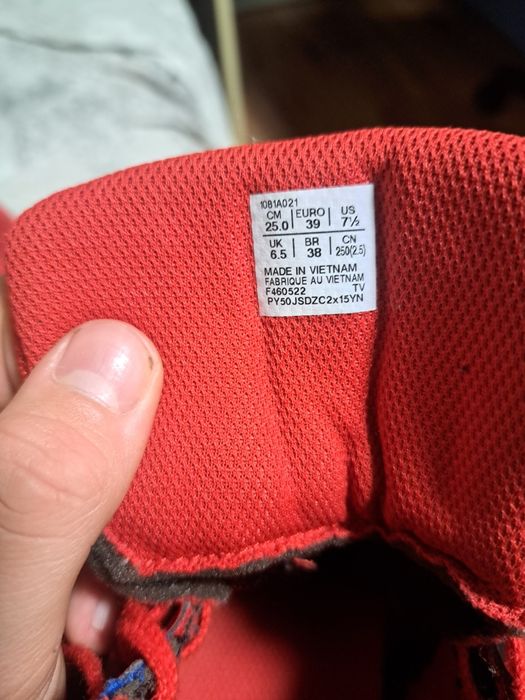 1081A021
CM EURO US
25.0 39 7½
UK BR CN
6.5 38 250(2.5)
MADE IN VIETNAM
FABRIQUE AU VIETNAM
F460522 TV
PY50JSDZC2x15YN